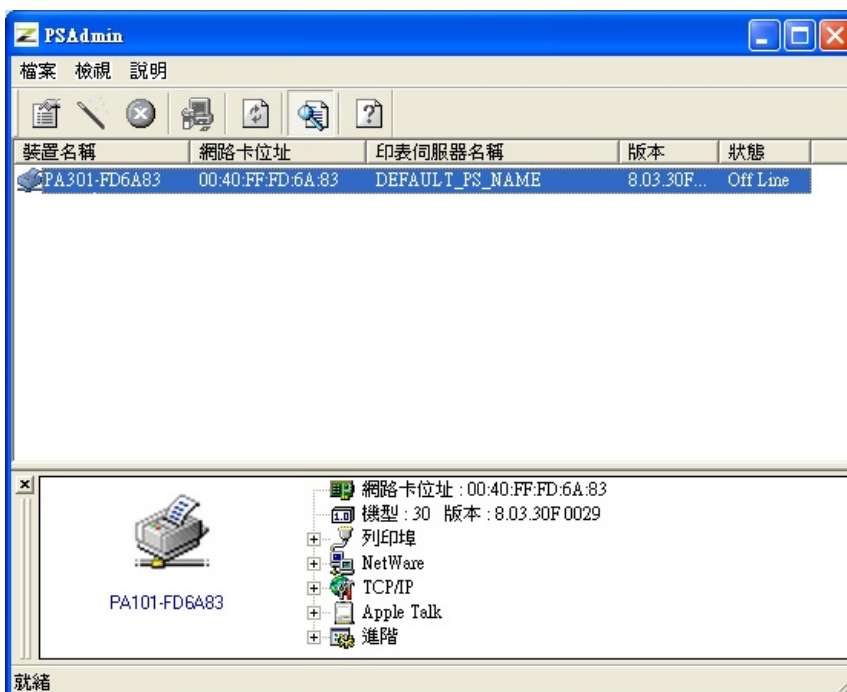 PSAdmin
檔案 檢視 說明
裝置名稱 網路卡位址 印表伺服器名稱 版本 狀態
PA301-FD6A83 00:40:FF:FD:6A:83 DEFAULT_PS_NAME 8.03.30F... Off Line
網路卡位址 : 00:40:FF:FD:6A:83
機型 : 30 版本 : 8.03.30F 0029
列印埠
NetWare
TCP/IP
Apple Talk
進階
PA101-FD6A83
就緒